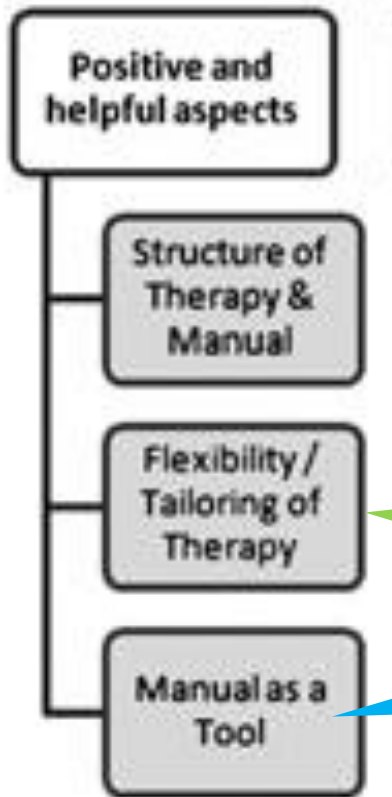 Positive and
helpful aspects
Structure of
Therapy &
Manual
Flexibility /
Tailoring of
Therapy
Manual as a
Tool